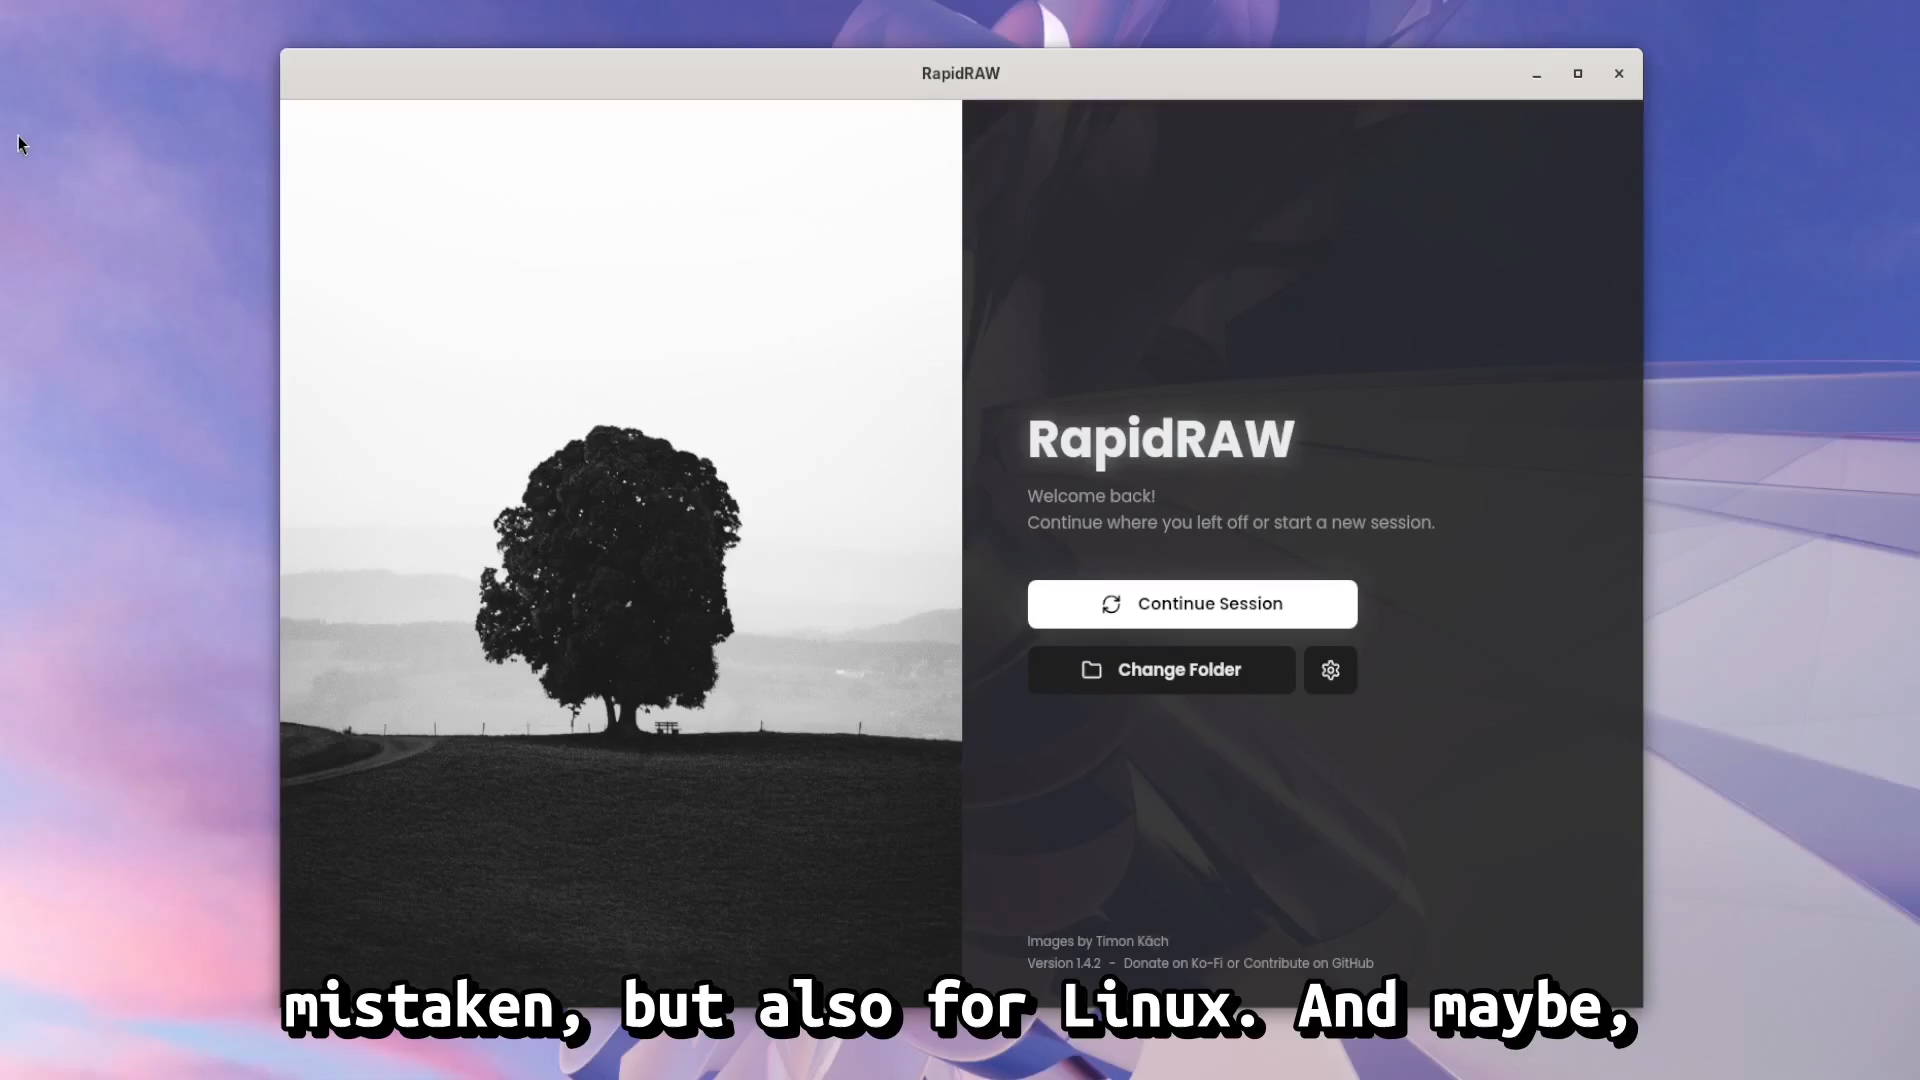 RapidRAW
RapidRAW
Welcome back!
Continue where you left off or start a new session.
Continue Session
Change Folder
Images by Timon Käch
Version 1.4.2 - Donate on Ko-Fi or Contribute on GitHub
mistaken, but also for Linux. And maybe,